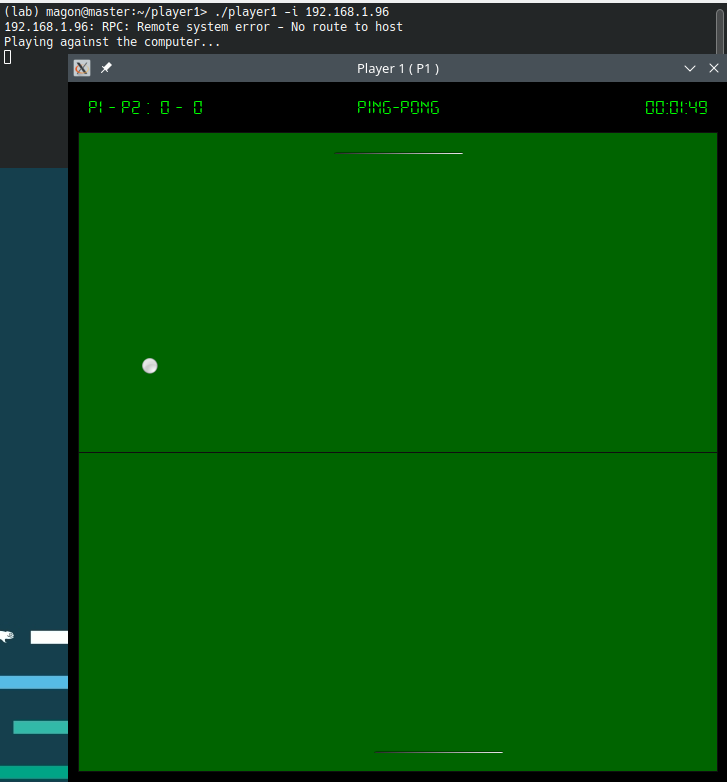 (lab) magon@master:~/player1> ./player1 -i 192.168.1.96
192.168.1.96: RPC: Remote system error - No route to host
Playing against the computer...
Player 1 ( P1 )
P1 - P2 : 0 - 0
PING-PONG
00:01:49